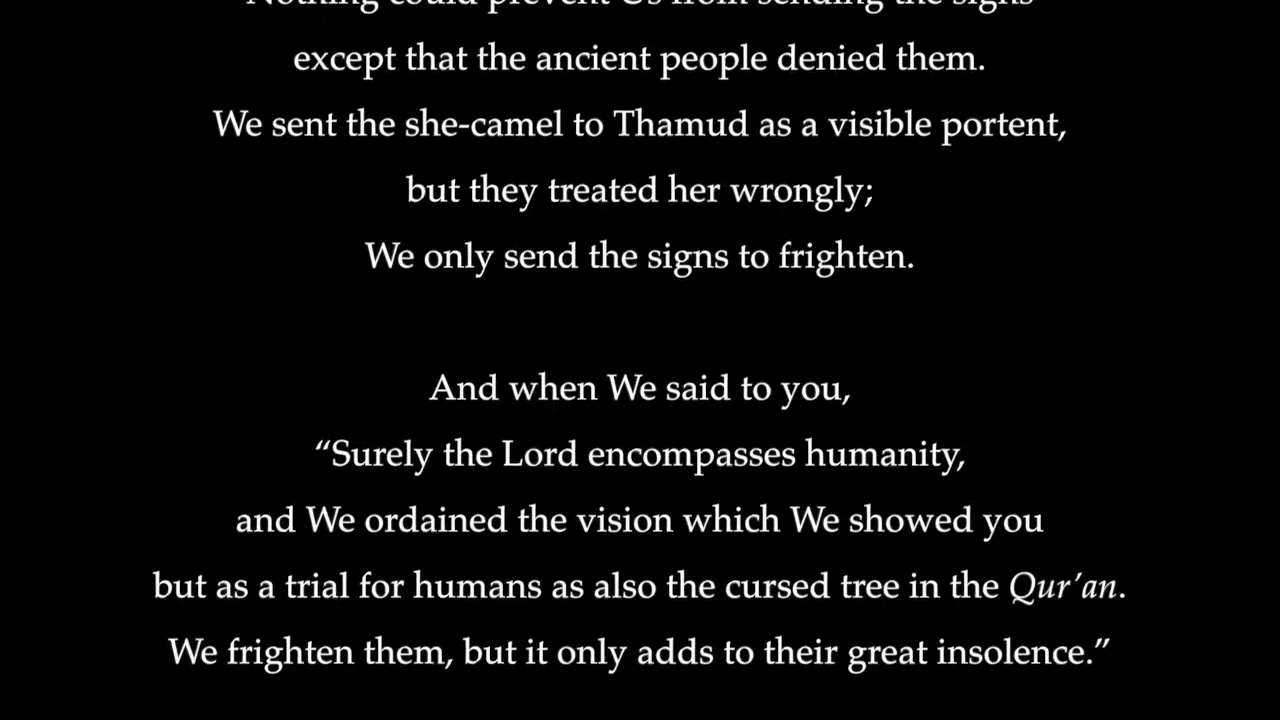 Nothing could prevent Us from sending the signs
except that the ancient people denied them.
We sent the she-camel to Thamud as a visible portent,
but they treated her wrongly;
We only send the signs to frighten.
And when We said to you,
“Surely the Lord encompasses humanity,
and We ordained the vision which We showed you
but as a trial for humans as also the cursed tree in the Qur’an.
We frighten them, but it only adds to their great insolence.”